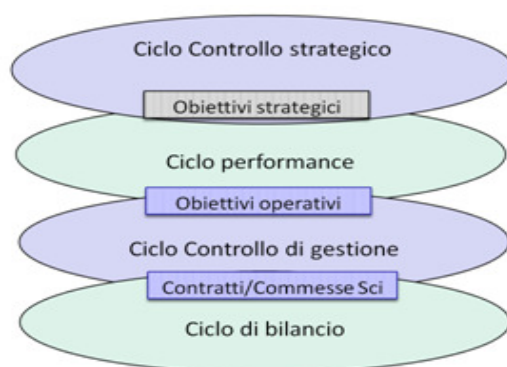 Ciclo Controllo strategico
Obiettivi strategici
Ciclo performance
Obiettivi operativi
Ciclo Controllo di gestione
Contratti/Commesse Sci
Ciclo di bilancio